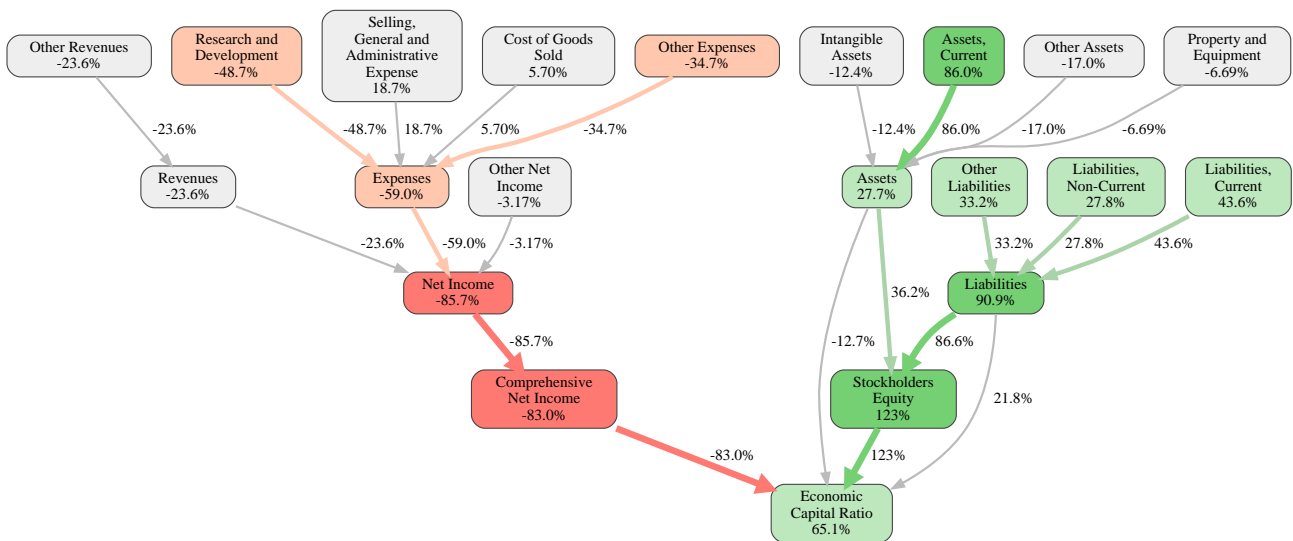 Other Revenues
-23.6%
Research and
Development
-48.7%
Selling,
General and
Administrative
Expense
18.7%
Cost of Goods
Sold
5.70%
Other Expenses
-34.7%
Intangible
Assets
-12.4%
Assets,
Current
86.0%
Other Assets
-17.0%
Property and
Equipment
-6.69%
-23.6%
-48.7%
18.7%
5.70%
-34.7%
-12.4%
86.0%
-17.0%
-6.69%
Revenues
-23.6%
Expenses
-59.0%
Other Net
Income
-3.17%
Assets
27.7%
Other
Liabilities
33.2%
Liabilities,
Non-Current
27.8%
Liabilities,
Current
43.6%
-23.6%
-59.0%
-3.17%
33.2%
27.8%
43.6%
Net Income
-85.7%
36.2%
Liabilities
90.9%
-85.7%
-12.7%
86.6%
Comprehensive
Net Income
-83.0%
Stockholders
Equity
123%
21.8%
-83.0%
123%
Economic
Capital Ratio
65.1%